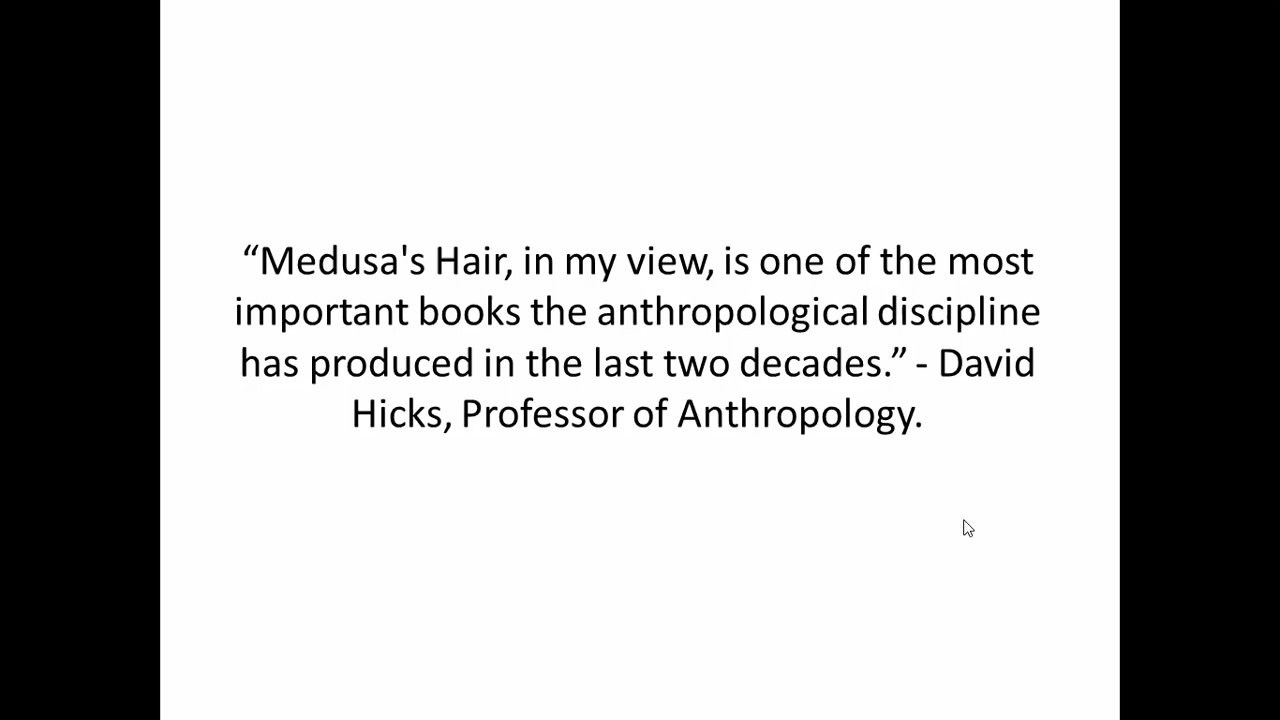 “Medusa's Hair, in my view, is one of the most
important books the anthropological discipline
has produced in the last two decades.” - David
Hicks, Professor of Anthropology.